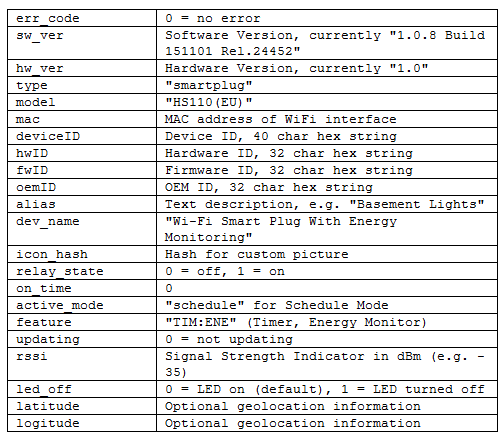 err_code 0 = no error
sw_ver Software Version, currently "1.0.8 Build
151101 Rel.24452"
hw_ver Hardware Version, currently "1.0"
type "smartplug"
model "HS110(EU)"
mac MAC address of WiFi interface
deviceID Device ID, 40 char hex string
hwID Hardware ID, 32 char hex string
fwID Firmware ID, 32 char hex string
oemID OEM ID, 32 char hex string
alias Text description, e.g. "Basement Lights"
dev_name "Wi-Fi Smart Plug With Energy
Monitoring"
icon_hash Hash for custom picture
relay_state 0 = off, 1 = on
on_time 0
active_mode "schedule" for Schedule Mode
feature "TIM:ENE" (Timer, Energy Monitor)
updating 0 = not updating
rssi Signal Strength Indicator in dBm (e.g. -
35)
led_off 0 = LED on (default), 1 = LED turned off
latitude Optional geolocation information
logitude Optional geolocation information